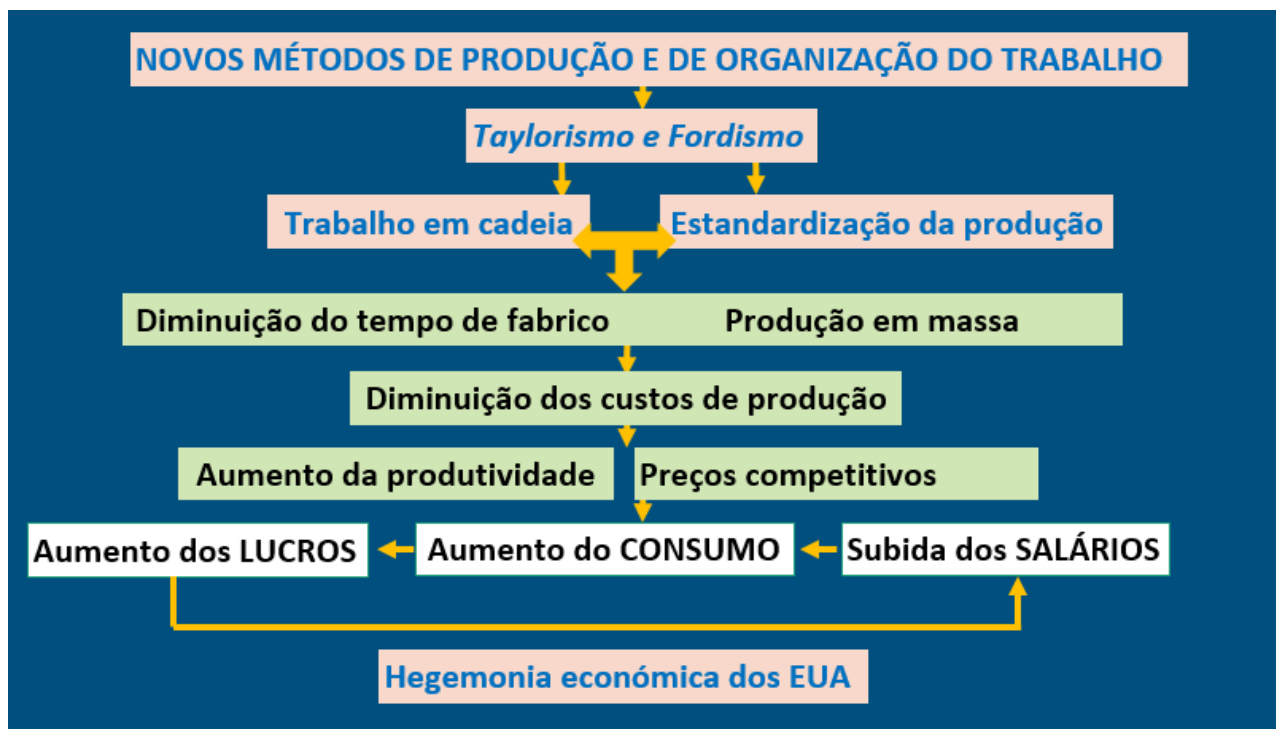 NOVOS MÉTODOS DE PRODUÇÃO E DE ORGANIZAÇÃO DO TRABALHO
Taylorismo e Fordismo
Trabalho em cadeia
Estandardização da produção
Diminuição do tempo de fabrico
Produção em massa
Diminuição dos custos de produção
Aumento da produtividade
Preços competitivos
Aumento dos LUCROS
Aumento do CONSUMO
Subida dos SALÁRIOS
Hegemonia económica dos EUA